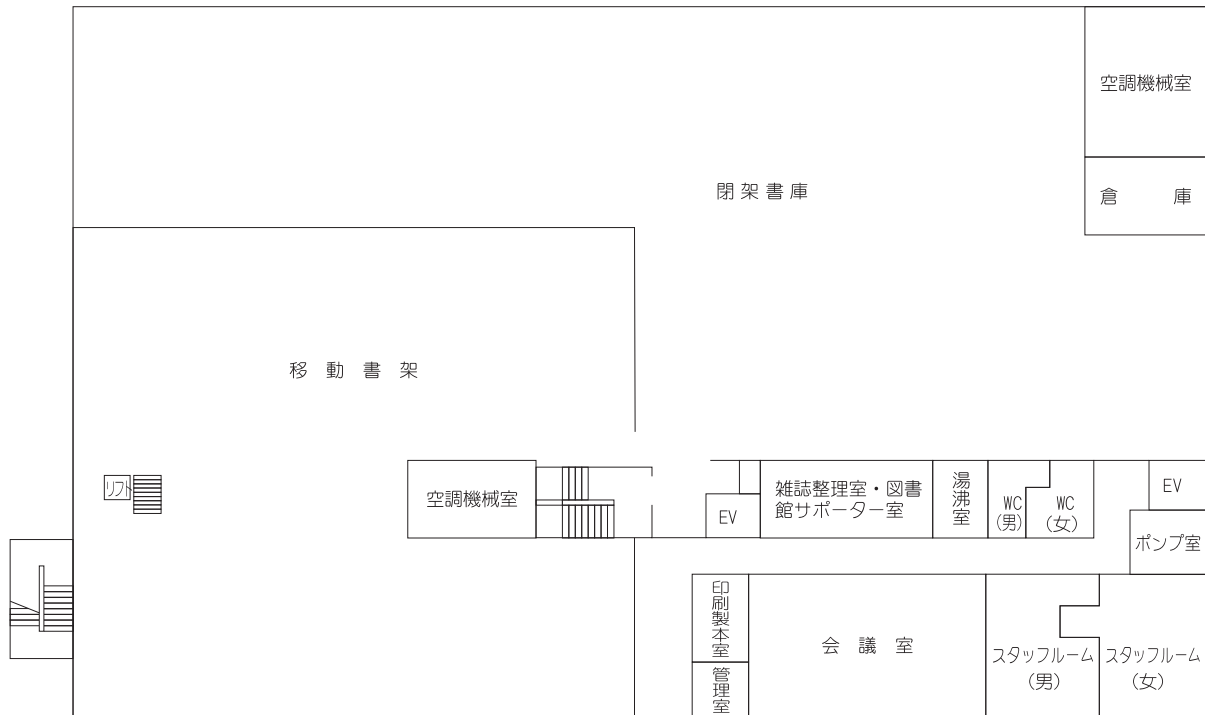 空調機械室
閉架書庫
倉庫
移動書架
リフト
空調機械室
EV
雑誌整理室・図書
館サポーター室
湯沸室
WC
(男)
WC
(女)
EV
ポンプ室
印刷製本室
管理室
会議室
スタッフルーム
(男)
スタッフルーム
(女)